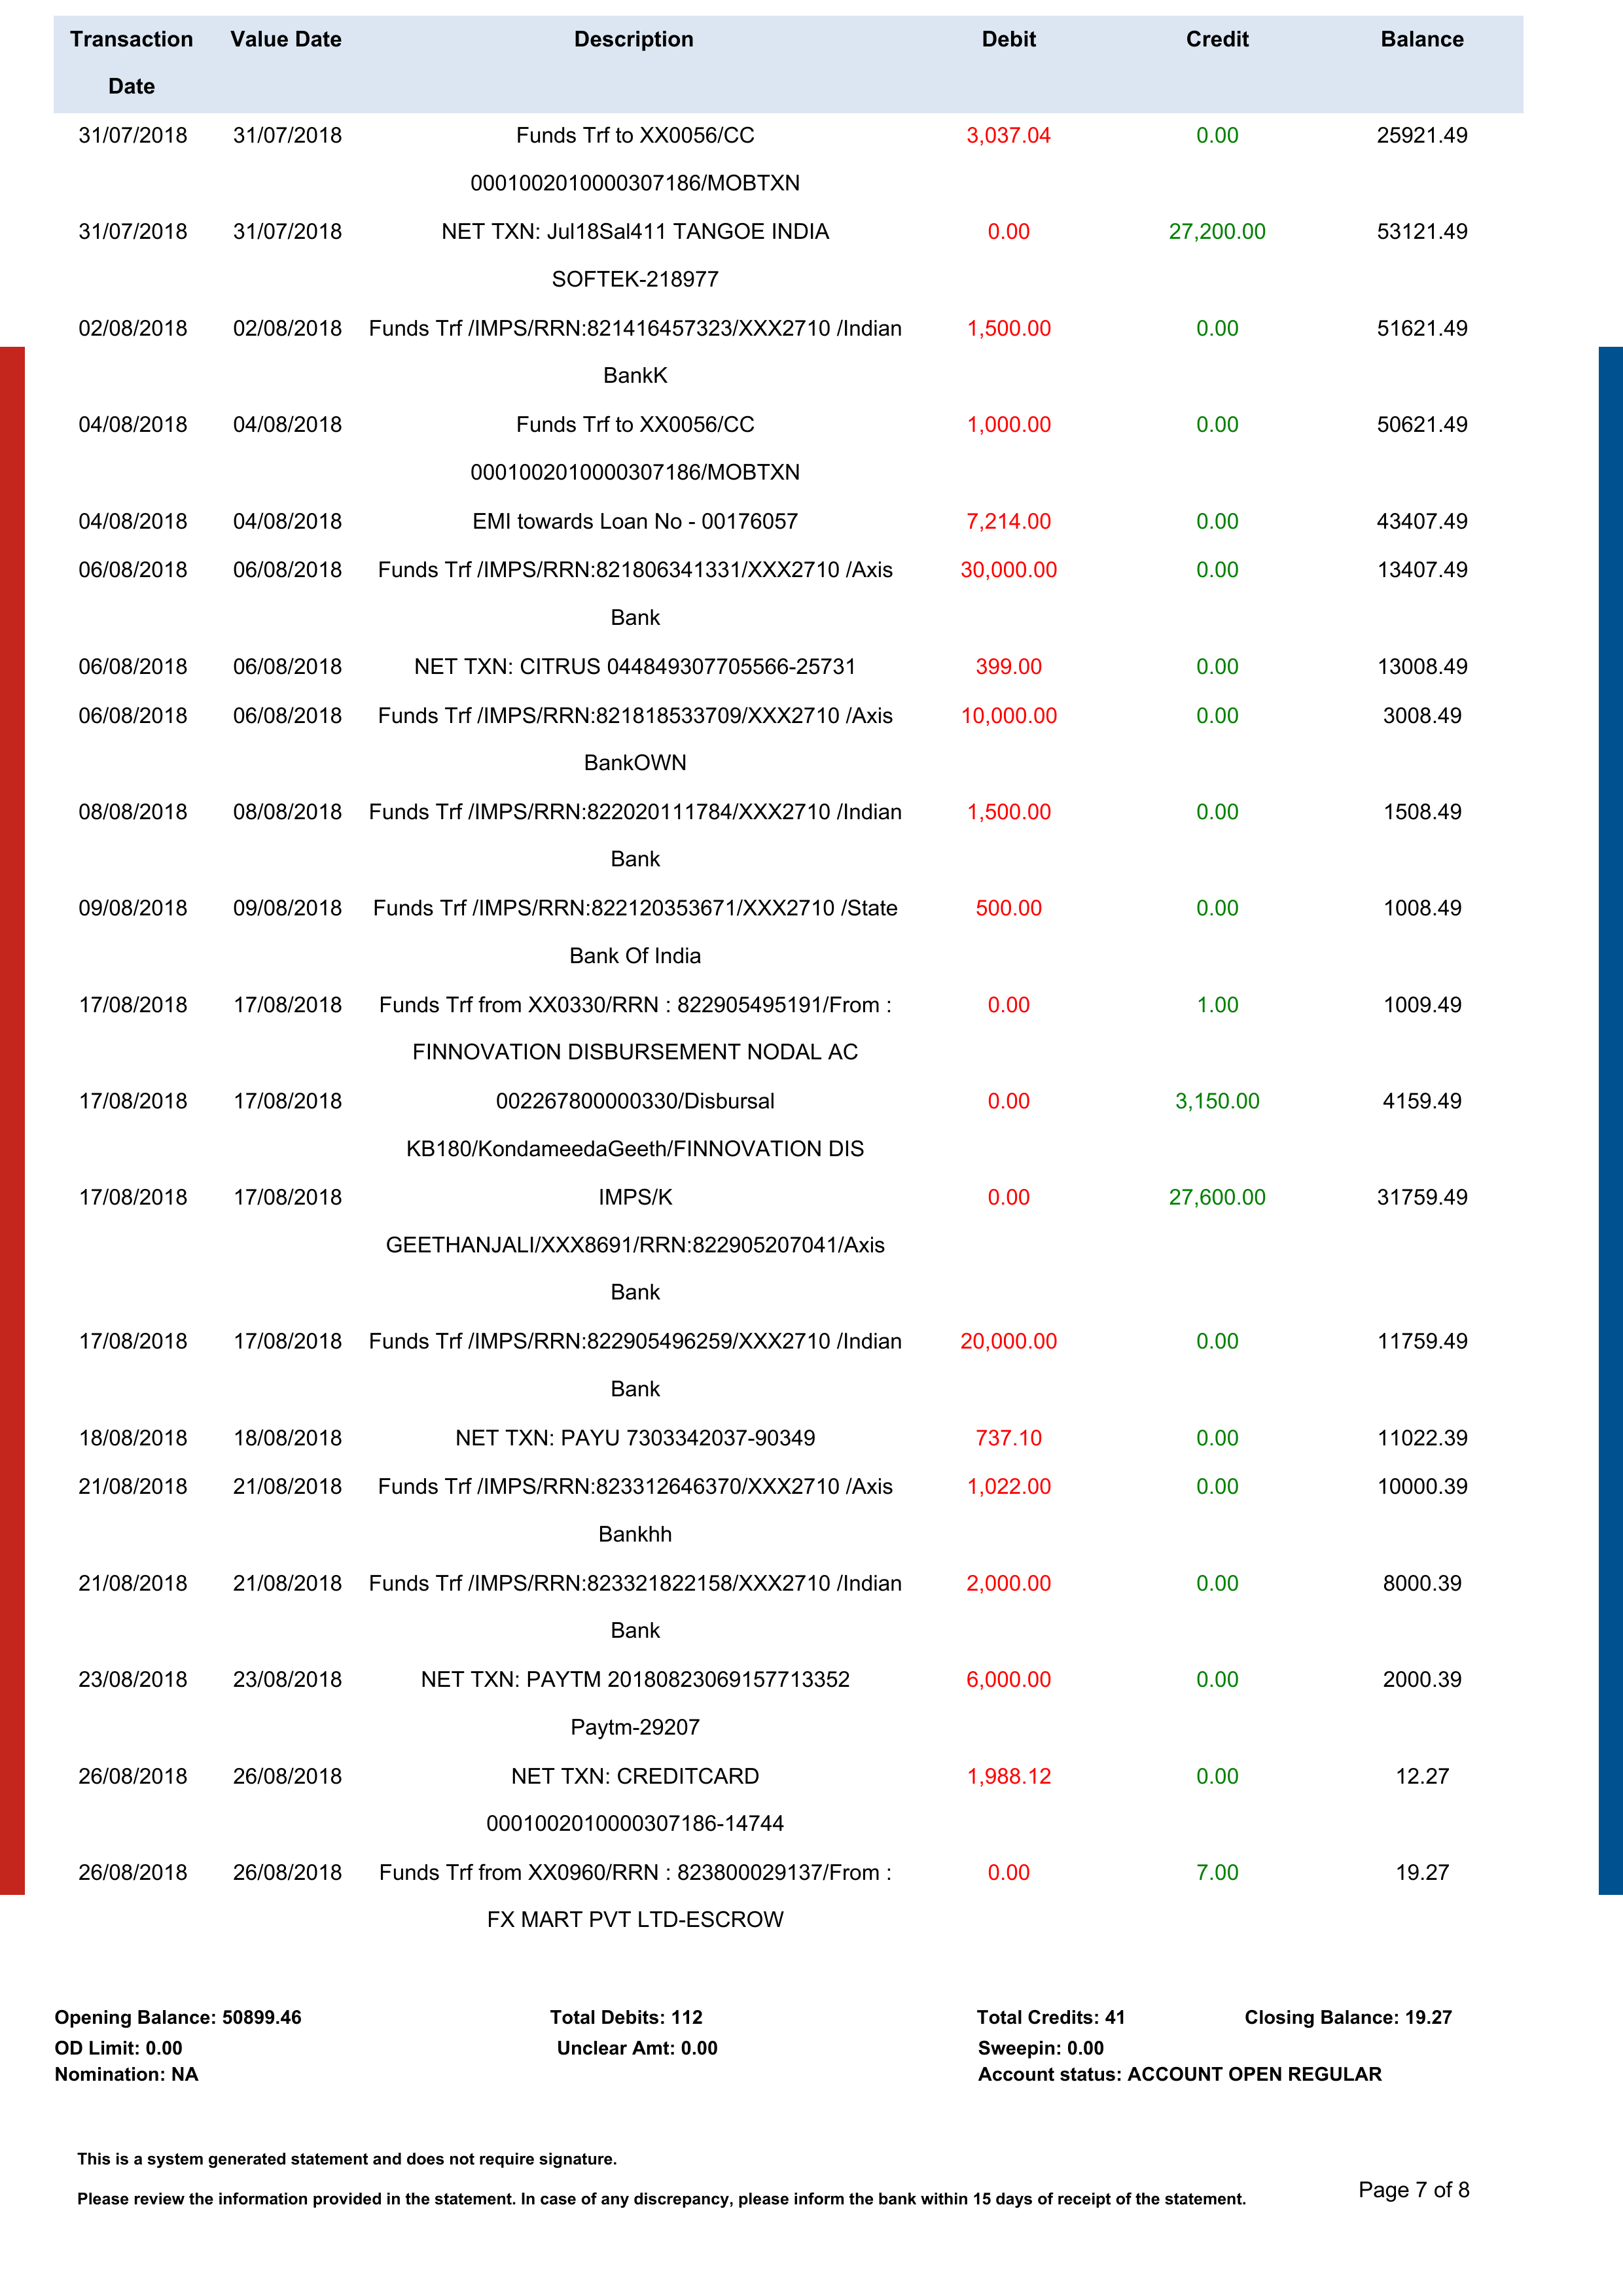 Transaction Value Date Description Debit Credit Balance
Date
31/07/2018 31/07/2018 Funds Trf to XX0056/CC 3,037.04 0.00 25921.49
0001002010000307186/MOBTXN
31/07/2018 31/07/2018 NET TXN: Jul18Sal411 TANGOE INDIA 0.00 27,200.00 53121.49
SOFTEK-218977
02/08/2018 02/08/2018 Funds Trf /IMPS/RRN:821416457323/XXX2710 /Indian 1,500.00 0.00 51621.49
BankK
04/08/2018 04/08/2018 Funds Trf to XX0056/CC 1,000.00 0.00 50621.49
0001002010000307186/MOBTXN
04/08/2018 04/08/2018 EMI towards Loan No - 00176057 7,214.00 0.00 43407.49
06/08/2018 06/08/2018 Funds Trf /IMPS/RRN:821806341331/XXX2710 /Axis 30,000.00 0.00 13407.49
Bank
06/08/2018 06/08/2018 NET TXN: CITRUS 044849307705566-25731 399.00 0.00 13008.49
06/08/2018 06/08/2018 Funds Trf /IMPS/RRN:821818533709/XXX2710 /Axis 10,000.00 0.00 3008.49
BankOWN
08/08/2018 08/08/2018 Funds Trf /IMPS/RRN:822020111784/XXX2710 /Indian 1,500.00 0.00 1508.49
Bank
09/08/2018 09/08/2018 Funds Trf /IMPS/RRN:822120353671/XXX2710 /State 500.00 0.00 1008.49
Bank Of India
17/08/2018 17/08/2018 Funds Trf from XX0330/RRN : 822905495191/From : 0.00 1.00 1009.49
FINNOVATION DISBURSEMENT NODAL AC
17/08/2018 17/08/2018 002267800000330/Disbursal 0.00 3,150.00 4159.49
KB180/KondameedaGeeth/FINNOVATION DIS
17/08/2018 17/08/2018 IMPS/K 0.00 27,600.00 31759.49
GEETHANJALI/XXX8691/RRN:822905207041/Axis
Bank
17/08/2018 17/08/2018 Funds Trf /IMPS/RRN:822905496259/XXX2710 /Indian 20,000.00 0.00 11759.49
Bank
18/08/2018 18/08/2018 NET TXN: PAYU 7303342037-90349 737.10 0.00 11022.39
21/08/2018 21/08/2018 Funds Trf /IMPS/RRN:823312646370/XXX2710 /Axis 1,022.00 0.00 10000.39
Bankhh
21/08/2018 21/08/2018 Funds Trf /IMPS/RRN:823321822158/XXX2710 /Indian 2,000.00 0.00 8000.39
Bank
23/08/2018 23/08/2018 NET TXN: PAYTM 20180823069157713352 6,000.00 0.00 2000.39
Paytm-29207
26/08/2018 26/08/2018 NET TXN: CREDITCARD 1,988.12 0.00 12.27
0001002010000307186-14744
26/08/2018 26/08/2018 Funds Trf from XX0960/RRN : 823800029137/From : 0.00 7.00 19.27
FX MART PVT LTD-ESCROW
Opening Balance: 50899.46 Total Debits: 112 Total Credits: 41 Closing Balance: 19.27
OD Limit: 0.00 Unclear Amt: 0.00 Sweepin: 0.00
Nomination: NA Account status: ACCOUNT OPEN REGULAR
This is a system generated statement and does not require signature.
Please review the information provided in the statement. In case of any discrepancy, please inform the bank within 15 days of receipt of the statement. Page 7 of 8